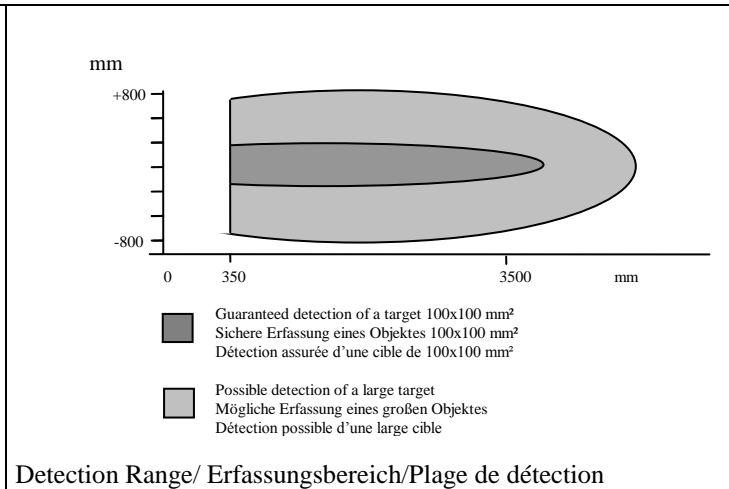 mm
+800
-800
0 350 3500 mm
Guaranteed detection of a target 100x100 mm²
Sichere Erfassung eines Objektes 100x100 mm²
Détection assurée d’une cible de 100x100 mm²
Possible detection of a large target
Mögliche Erfassung eines großen Objektes
Détection possible d’une large cible
Detection Range/ Erfassungsbereich/Plage de détection